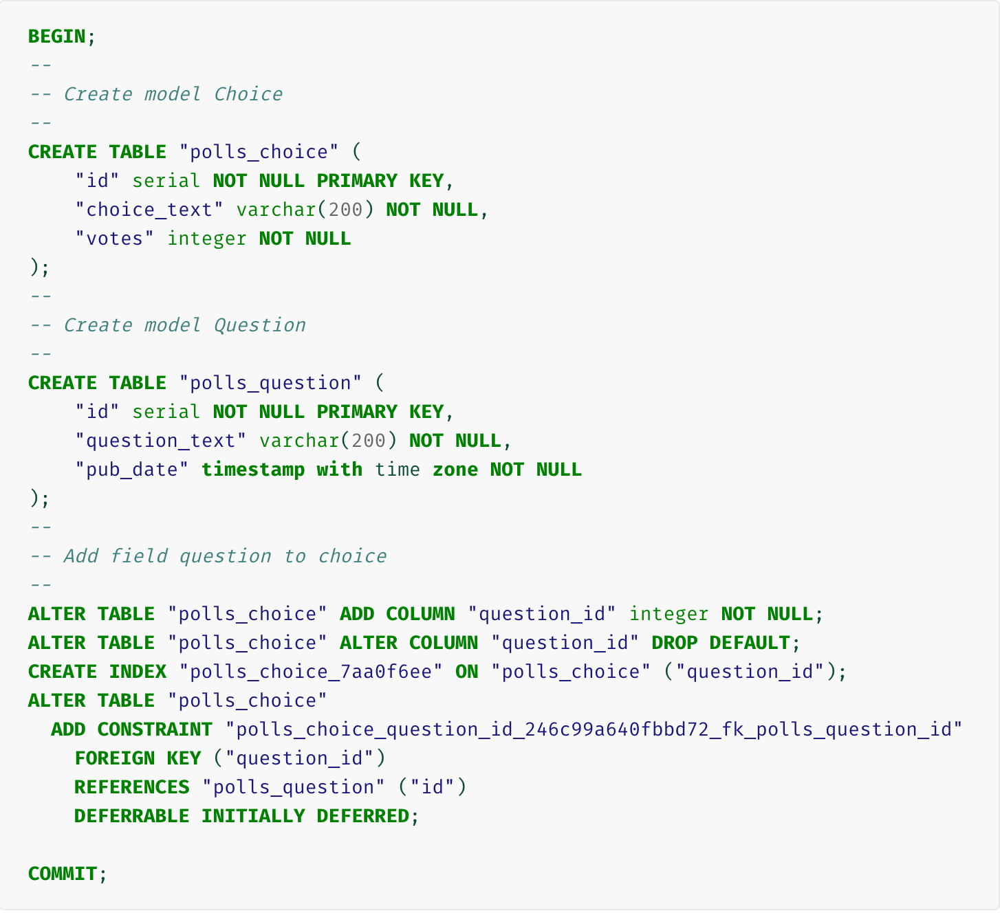 BEGIN;
--
-- Create model Choice
--
CREATE TABLE "polls_choice" (
    "id" serial NOT NULL PRIMARY KEY,
    "choice_text" varchar(200) NOT NULL,
    "votes" integer NOT NULL
);
--
-- Create model Question
--
CREATE TABLE "polls_question" (
    "id" serial NOT NULL PRIMARY KEY,
    "question_text" varchar(200) NOT NULL,
    "pub_date" timestamp with time zone NOT NULL
);
--
-- Add field question to choice
--
ALTER TABLE "polls_choice" ADD COLUMN "question_id" integer NOT NULL;
ALTER TABLE "polls_choice" ALTER COLUMN "question_id" DROP DEFAULT;
CREATE INDEX "polls_choice_7aa0f6ee" ON "polls_choice" ("question_id");
ALTER TABLE "polls_choice"
  ADD CONSTRAINT "polls_choice_question_id_246c99a640fbbd72_fk_polls_question_id"
    FOREIGN KEY ("question_id")
    REFERENCES "polls_question" ("id")
    DEFERRABLE INITIALLY DEFERRED;

COMMIT;